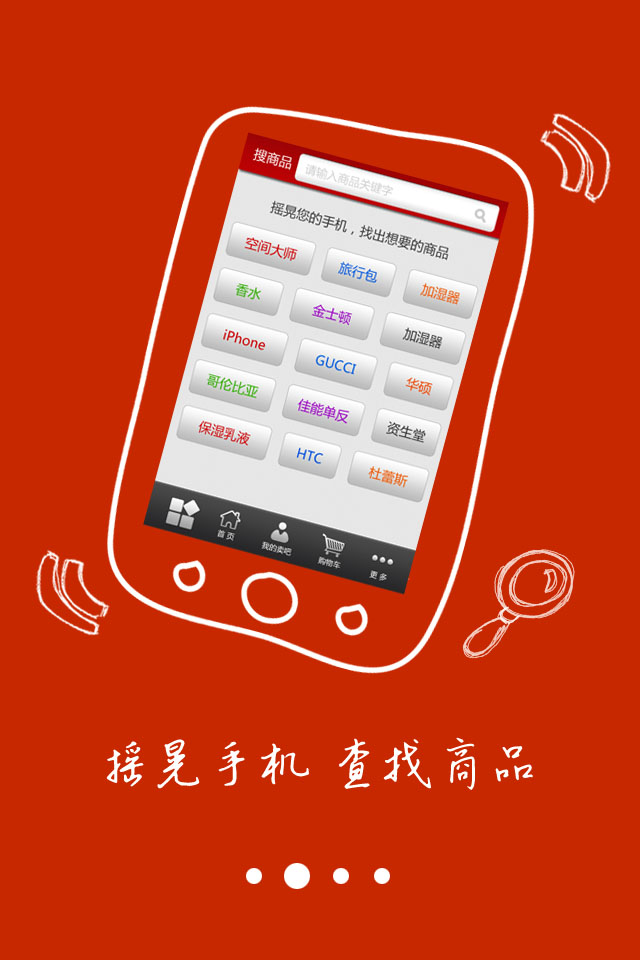 搜商品 请输入商品关键字
摇晃您的手机，找出想要的商品
空间大师 旅行包 加湿器
香水 金士顿 加湿器
iPhone GUCCI 华硕
哥伦比亚 佳能单反 资生堂
保湿乳液 HTC 杜蕾斯
首页 我的卖吧 购物车 更多
摇晃手机 查找商品